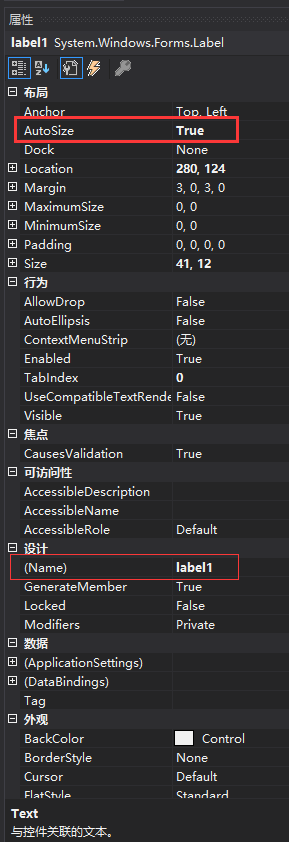 属性
label1 System.Windows.Forms.Label
布局
Anchor Top, Left
AutoSize True
Dock None
Location 280, 124
Margin 3, 0, 3, 0
MaximumSize 0, 0
MinimumSize 0, 0
Padding 0, 0, 0, 0
Size 41, 12
行为
AllowDrop False
AutoEllipsis False
ContextMenuStrip (无)
Enabled True
TabIndex 0
UseCompatibleTextRende False
Visible True
焦点
CausesValidation True
可访问性
AccessibleDescription
AccessibleName
AccessibleRole Default
设计
(Name) label1
GenerateMember True
Locked False
Modifiers Private
数据
(ApplicationSettings)
(DataBindings)
Tag
外观
BackColor Control
BorderStyle None
Cursor Default
FlatStyle Standard
Text
与控件关联的文本。